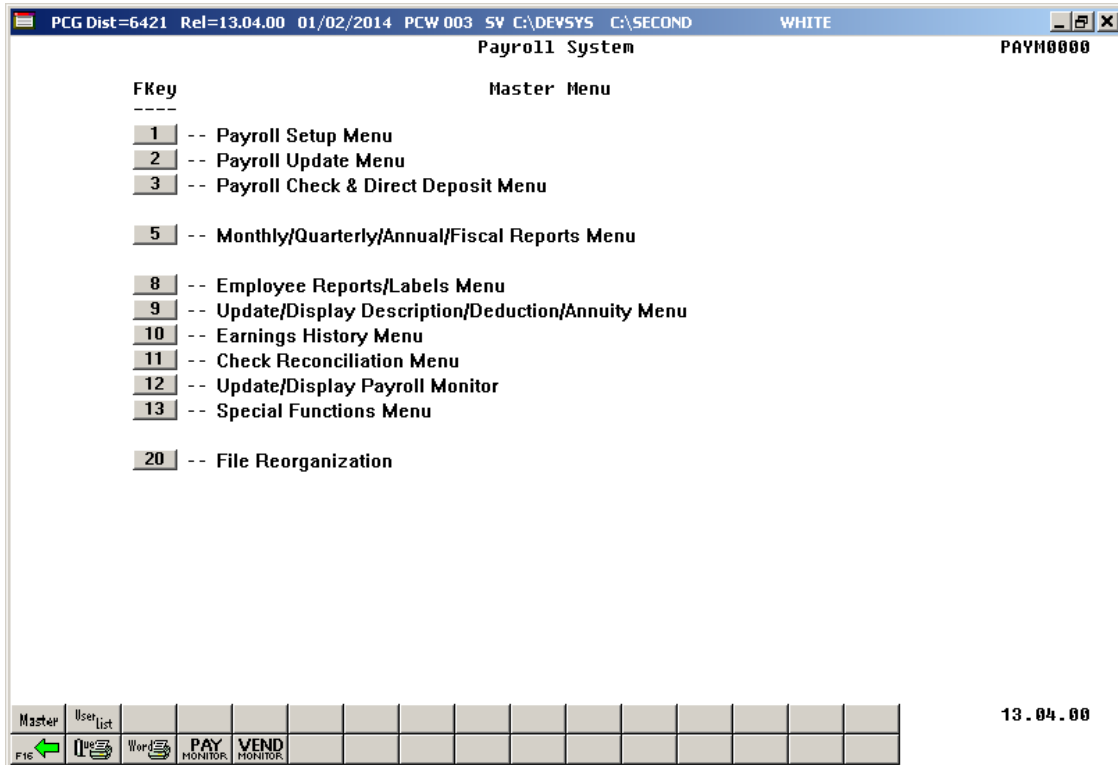 PCG Dist=6421 Rel=13.04.00 01/02/2014 PCW 003 SV C:\DEVSYS C:\SECOND WHITE
Payroll System PAYM0000
FKey Master Menu
----
1 -- Payroll Setup Menu
2 -- Payroll Update Menu
3 -- Payroll Check & Direct Deposit Menu
5 -- Monthly/Quarterly/Annual/Fiscal Reports Menu
8 -- Employee Reports/Labels Menu
9 -- Update/Display Description/Deduction/Annuity Menu
10 -- Earnings History Menu
11 -- Check Reconciliation Menu
12 -- Update/Display Payroll Monitor
13 -- Special Functions Menu
20 -- File Reorganization
Master User List 13.04.00
F16 Que Word PAY MONITOR VEND MONITOR